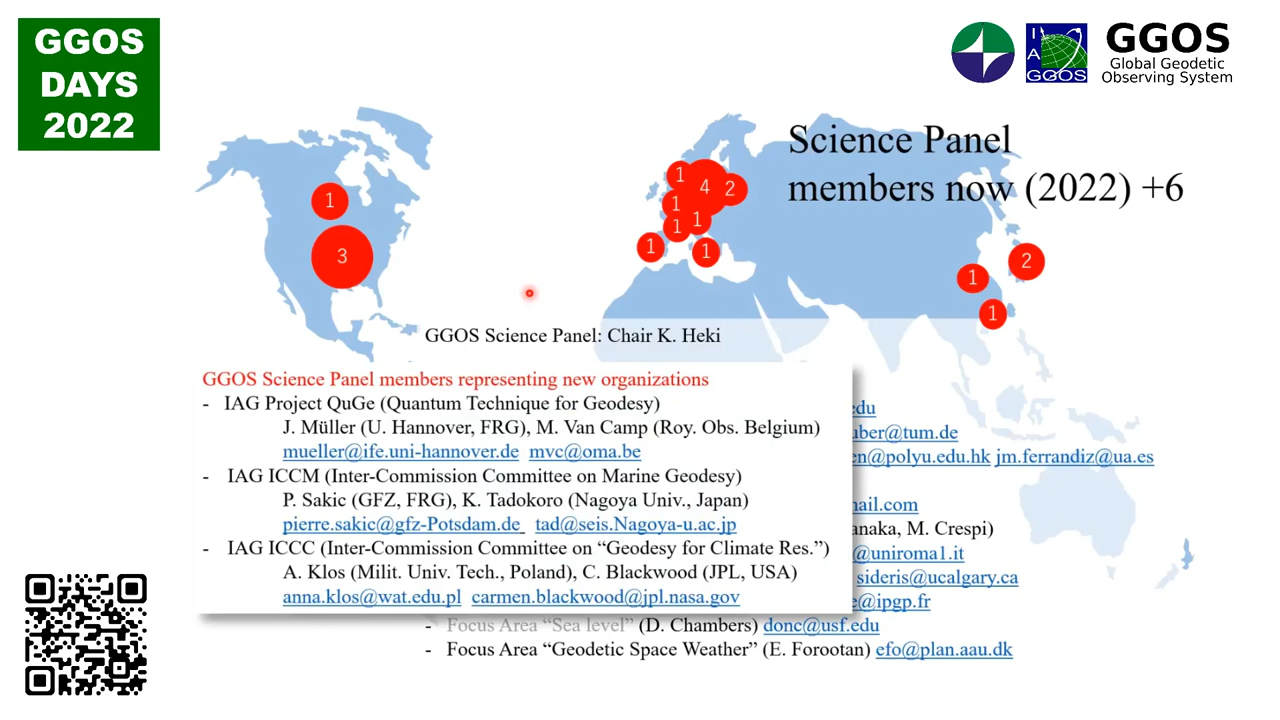 GGOS
DAYS
2022
I
A
G
GGOS
GGOS
Global Geodetic
Observing System
Science Panel
members now (2022) +6
1
3
1
4
2
1
1
1
1
1
2
1
1
GGOS Science Panel: Chair K. Heki
GGOS Science Panel members representing new organizations
- IAG Project QuGe (Quantum Technique for Geodesy)
J. Müller (U. Hannover, FRG), M. Van Camp (Roy. Obs. Belgium)
mueller@ife.uni-hannover.de mvc@oma.be
- IAG ICCM (Inter-Commission Committee on Marine Geodesy)
P. Sakic (GFZ, FRG), K. Tadokoro (Nagoya Univ., Japan)
pierre.sakic@gfz-Potsdam.de tad@seis.Nagoya-u.ac.jp
- IAG ICCC (Inter-Commission Committee on “Geodesy for Climate Res.”)
A. Klos (Milit. Univ. Tech., Poland), C. Blackwood (JPL, USA)
anna.klos@wat.edu.pl carmen.blackwood@jpl.nasa.gov
edu
uber@tum.de
en@polyu.edu.hk jm.ferrandiz@ua.es
mail.com
anaka, M. Crespi)
@uniroma1.it
sideris@ucalgary.ca
e@ipgp.fr
- Focus Area “Sea level” (D. Chambers) donc@usf.edu
- Focus Area “Geodetic Space Weather” (E. Forootan) efo@plan.aau.dk